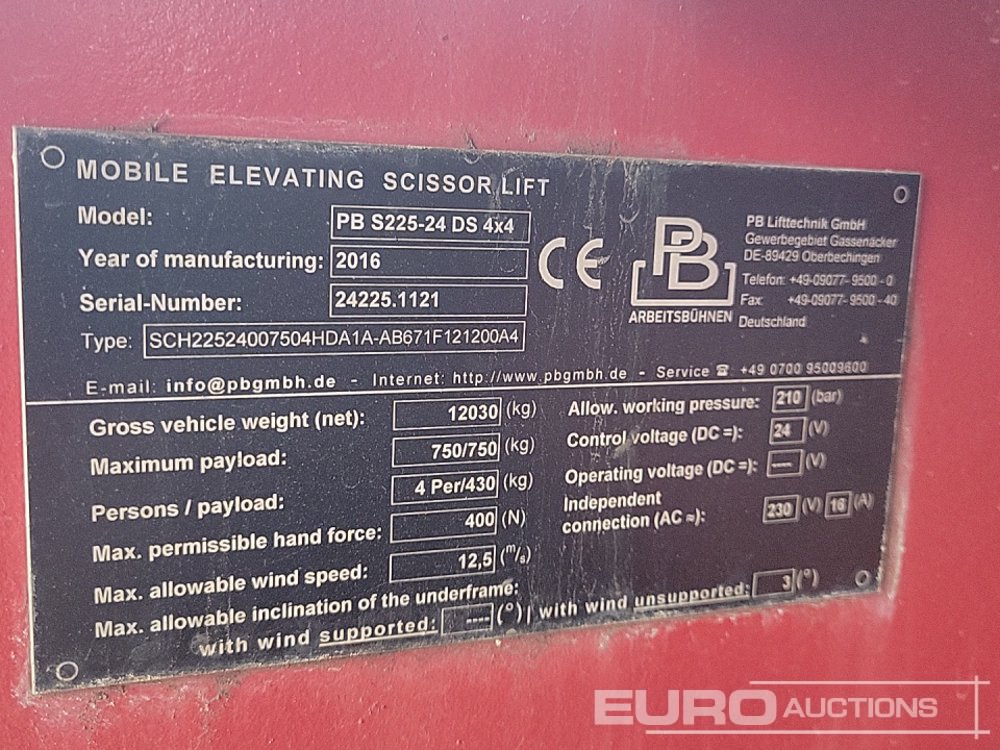 MOBILE ELEVATING SCISSOR LIFT
Model: PB S225-24 DS 4x4
Year of manufacturing: 2016
Serial-Number: 24225.1121
Type: SCH22524007504HDA1A-AB671F121200A4
CE
PB
ARBEITSBÜHNEN
PB Lifttechnik GmbH
Gewerbegebiet Gassenäcker
DE-89429 Oberbechingen
Telefon: +49-09077- 9500 - 0
Fax: +49-09077- 9500 - 40
Deutschland
E-mail: info@pbgmbh.de - Internet: http://www.pbgmbh.de - Service ☎ +49 0700 95009600
Gross vehicle weight (net): 12030 (kg)
Maximum payload: 750/750 (kg)
Persons / payload: 4 Per/430 (kg)
Max. permissible hand force: 400 (N)
Max. allowable wind speed: 12,5 (m/s)
Max. allowable inclination of the underframe:
with wind supported: ---- (°) | with wind unsupported: 3 (°)
Allow. working pressure: 210 (bar)
Control voltage (DC =): 24 (V)
Operating voltage (DC =): ---- (V)
Independent
connection (AC ≈): 230 (V) 16 (A)
EURO AUCTIONS